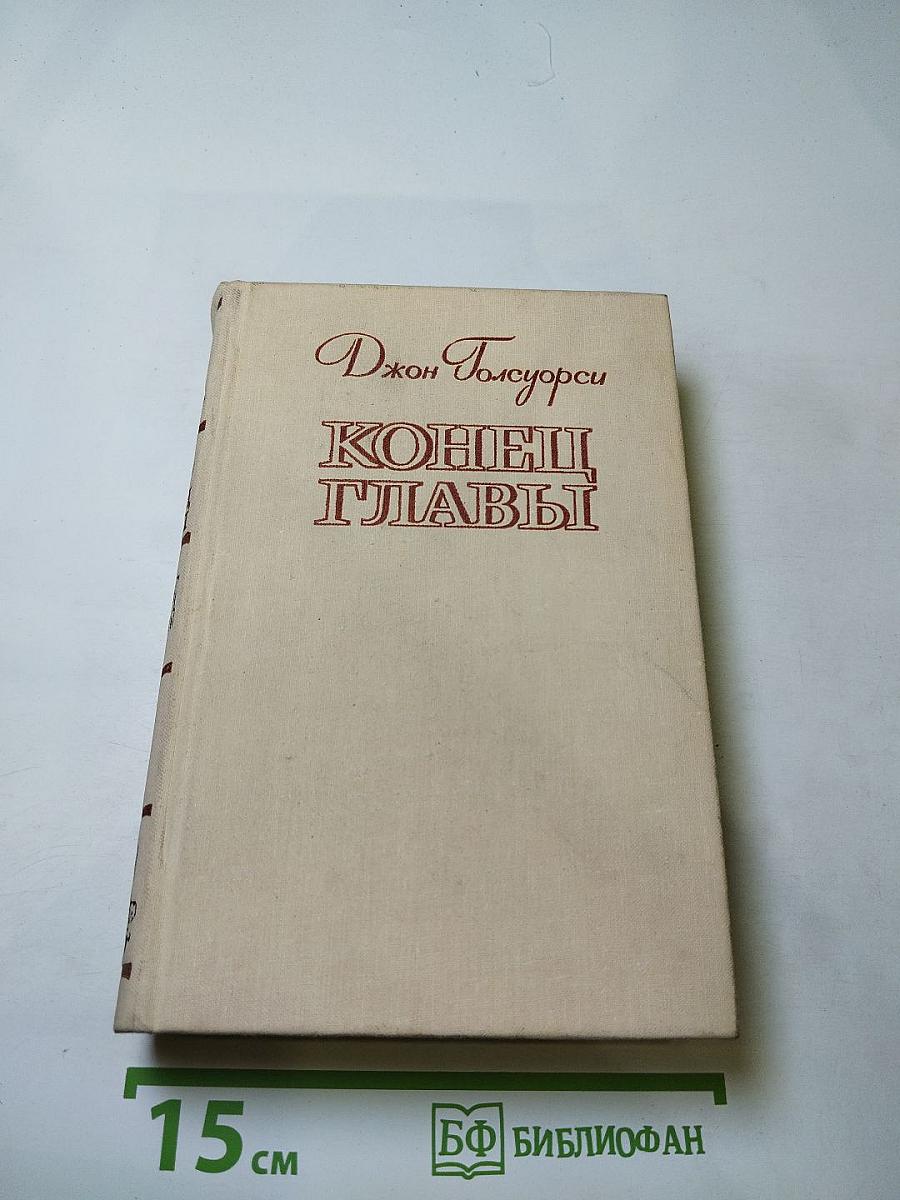 Джон Голсуорси
КОНЕЦ
ГЛАВЫ
15 см
БФ БИБЛИОФАН